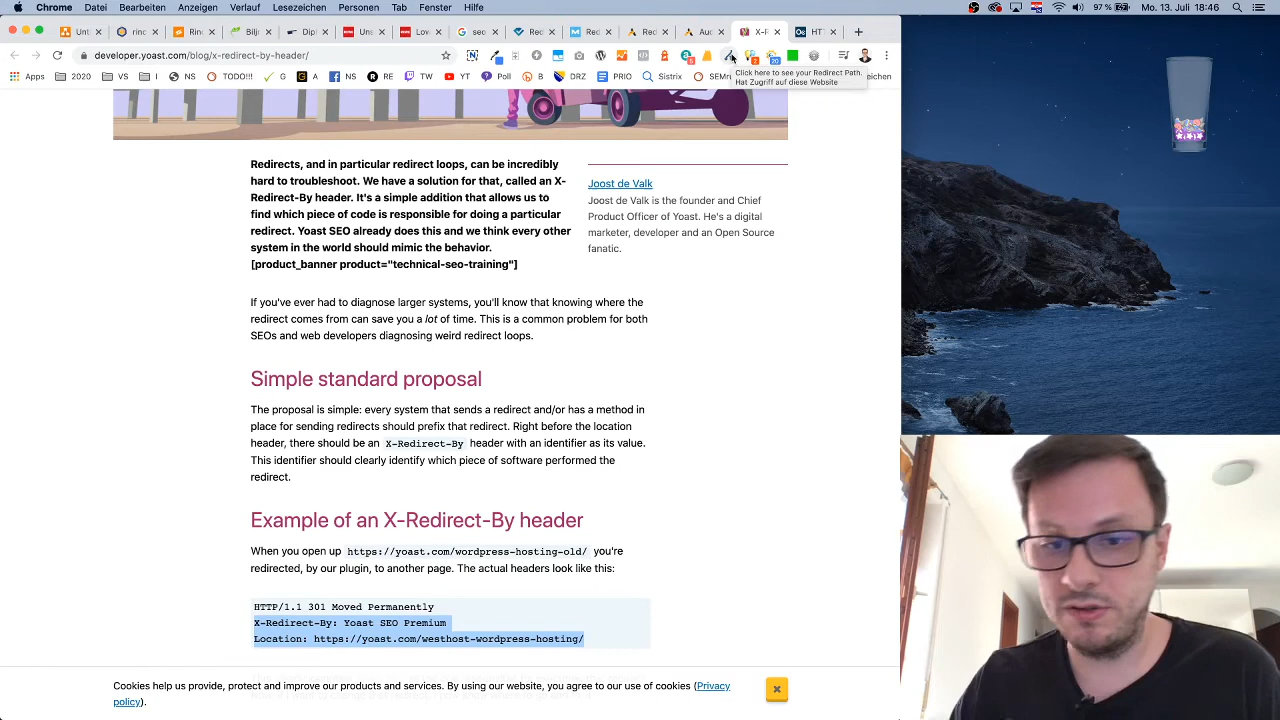 Chrome Datei Bearbeiten Anzeigen Verlauf Lesezeichen Personen Tab Fenster Hilfe
97 % Mo. 13. Juli 18:46
Unt rinc Bilj Uns Lov seo Red Red Red Aud X-R HT
developer.yoast.com/blog/x-redirect-by-header/
Click here to see your Redirect Path.
Hat Zugriff auf diese Website
Apps 2020 I NS TODO!!! G A NS RE TW Poll DRZ PRIO Sistrix
Redirects, and in particular redirect loops, can be incredibly
hard to troubleshoot. We have a solution for that, called an X-
Redirect-By header. It's a simple addition that allows us to
find which piece of code is responsible for doing a particular
redirect. Yoast SEO already does this and we think every other
system in the world should mimic the behavior.
[product_banner product="technical-seo-training"]
Joost de Valk
Joost de Valk is the founder and Chief
Product Officer of Yoast. He's a digital
marketer, developer and an Open Source
fanatic.
If you've ever had to diagnose larger systems, you'll know that knowing where the
redirect comes from can save you a lot of time. This is a common problem for both
SEOs and web developers diagnosing weird redirect loops.
Simple standard proposal
The proposal is simple: every system that sends a redirect and/or has a method in
place for sending redirects should prefix that redirect. Right before the location
header, there should be an X-Redirect-By header with an identifier as its value.
This identifier should clearly identify which piece of software performed the
redirect.
Example of an X-Redirect-By header
When you open up https://yoast.com/wordpress-hosting-old/ you're
redirected, by our plugin, to another page. The actual headers look like this:
HTTP/1.1 301 Moved Permanently
X-Redirect-By: Yoast SEO Premium
Location: https://yoast.com/westhost-wordpress-hosting/
Cookies help us provide, protect and improve our products and services. By using our website, you agree to our use of cookies (Privacy
policy).